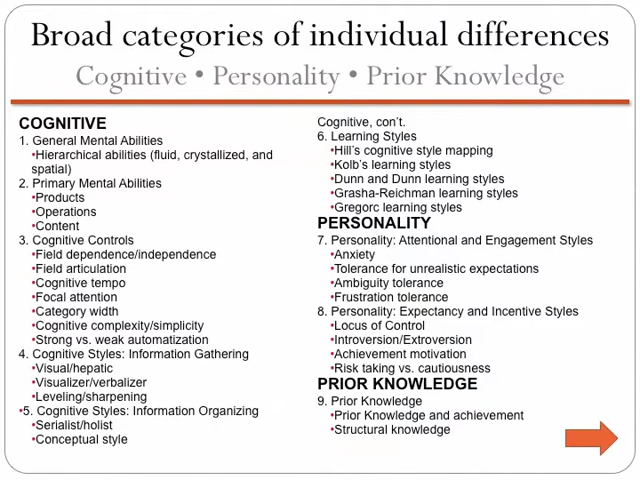 Broad categories of individual differences
Cognitive • Personality • Prior Knowledge
COGNITIVE
1. General Mental Abilities
•Hierarchical abilities (fluid, crystallized, and
spatial)
2. Primary Mental Abilities
•Products
•Operations
•Content
3. Cognitive Controls
•Field dependence/independence
•Field articulation
•Cognitive tempo
•Focal attention
•Category width
•Cognitive complexity/simplicity
•Strong vs. weak automatization
4. Cognitive Styles: Information Gathering
•Visual/hepatic
•Visualizer/verbalizer
•Leveling/sharpening
•5. Cognitive Styles: Information Organizing
•Serialist/holist
•Conceptual style
Cognitive, con't.
6. Learning Styles
•Hill's cognitive style mapping
•Kolb's learning styles
•Dunn and Dunn learning styles
•Grasha-Reichman learning styles
•Gregorc learning styles
PERSONALITY
7. Personality: Attentional and Engagement Styles
•Anxiety
•Tolerance for unrealistic expectations
•Ambiguity tolerance
•Frustration tolerance
8. Personality: Expectancy and Incentive Styles
•Locus of Control
•Introversion/Extroversion
•Achievement motivation
•Risk taking vs. cautiousness
PRIOR KNOWLEDGE
9. Prior Knowledge
•Prior Knowledge and achievement
•Structural knowledge